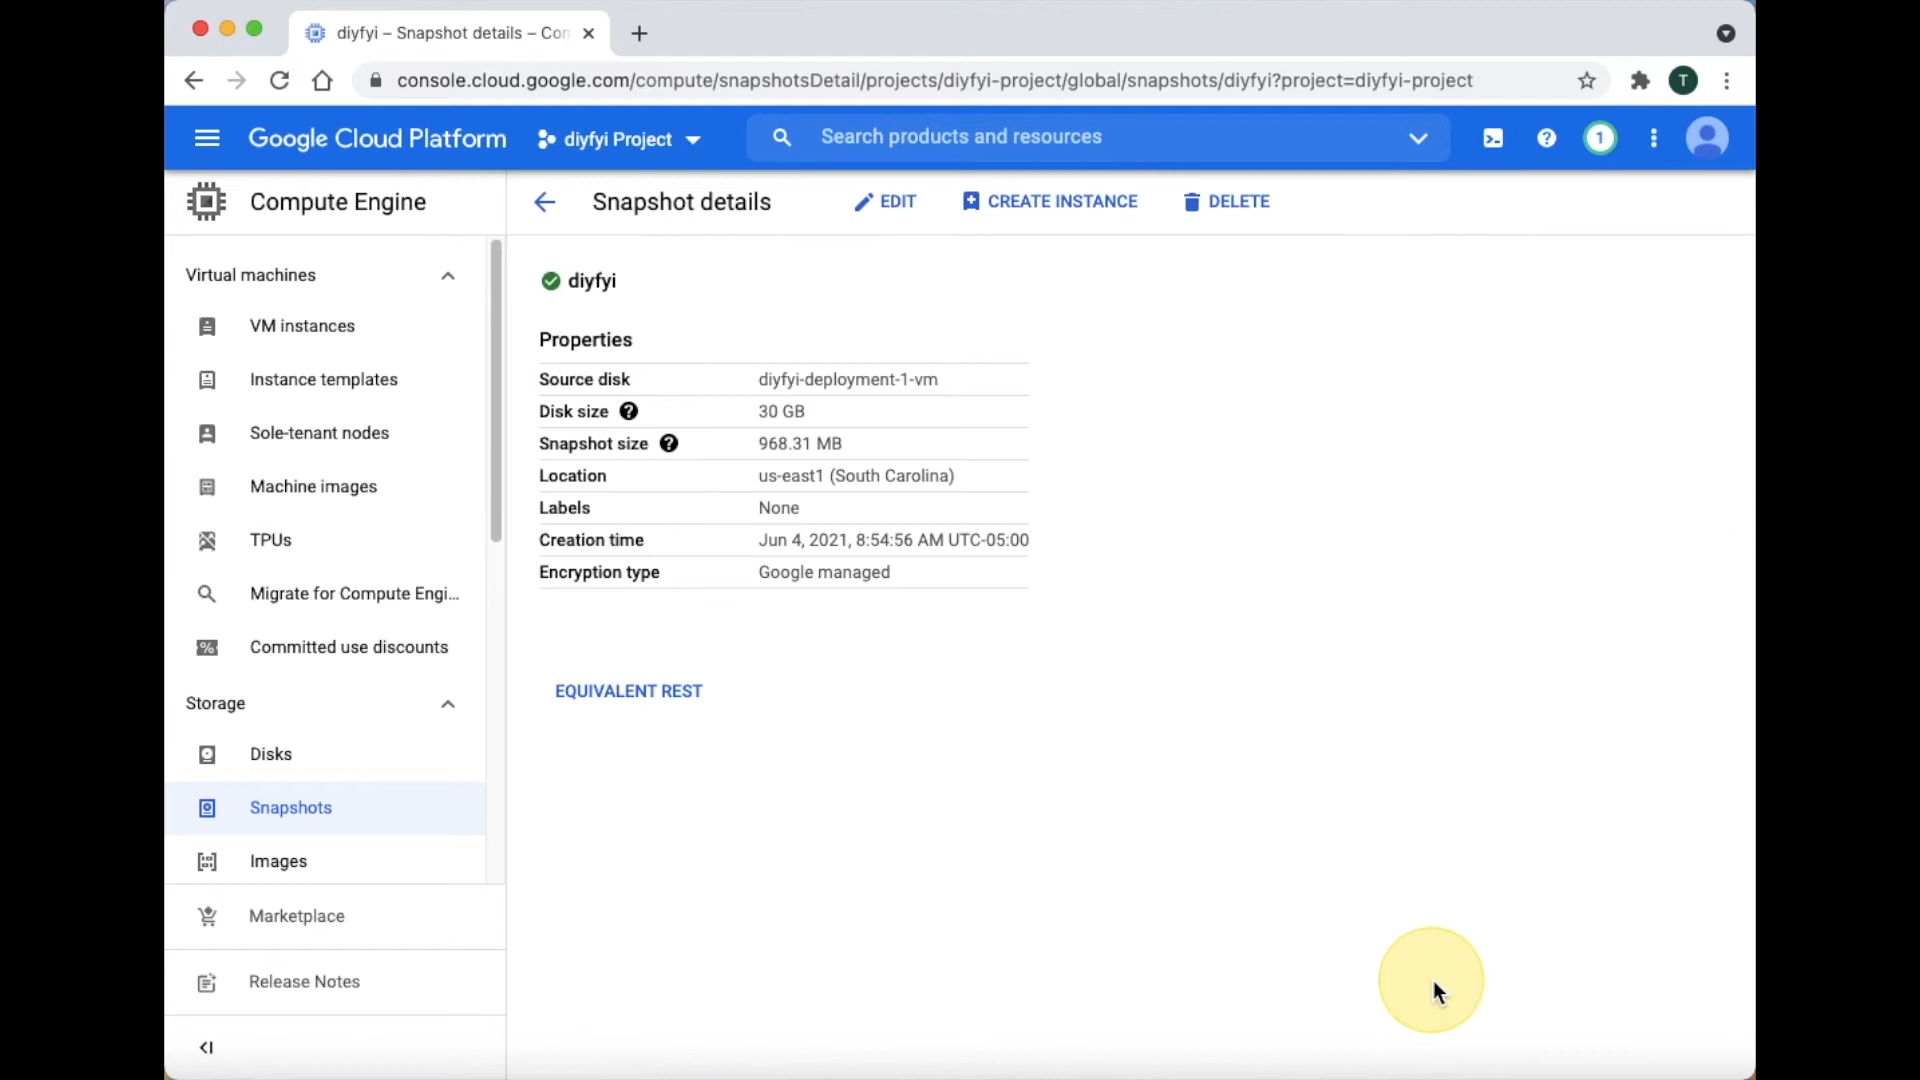 diyfyi – Snapshot details – Con
console.cloud.google.com/compute/snapshotsDetail/projects/diyfyi-project/global/snapshots/diyfyi?project=diyfyi-project
T
Google Cloud Platform
diyfyi Project
Search products and resources
1
Compute Engine
Snapshot details
EDIT
CREATE INSTANCE
DELETE
Virtual machines
VM instances
Instance templates
Sole-tenant nodes
Machine images
TPUs
Migrate for Compute Engi...
Committed use discounts
Storage
Disks
Snapshots
Images
Marketplace
Release Notes
diyfyi
Properties
Source disk diyfyi-deployment-1-vm
Disk size 30 GB
Snapshot size 968.31 MB
Location us-east1 (South Carolina)
Labels None
Creation time Jun 4, 2021, 8:54:56 AM UTC-05:00
Encryption type Google managed
EQUIVALENT REST